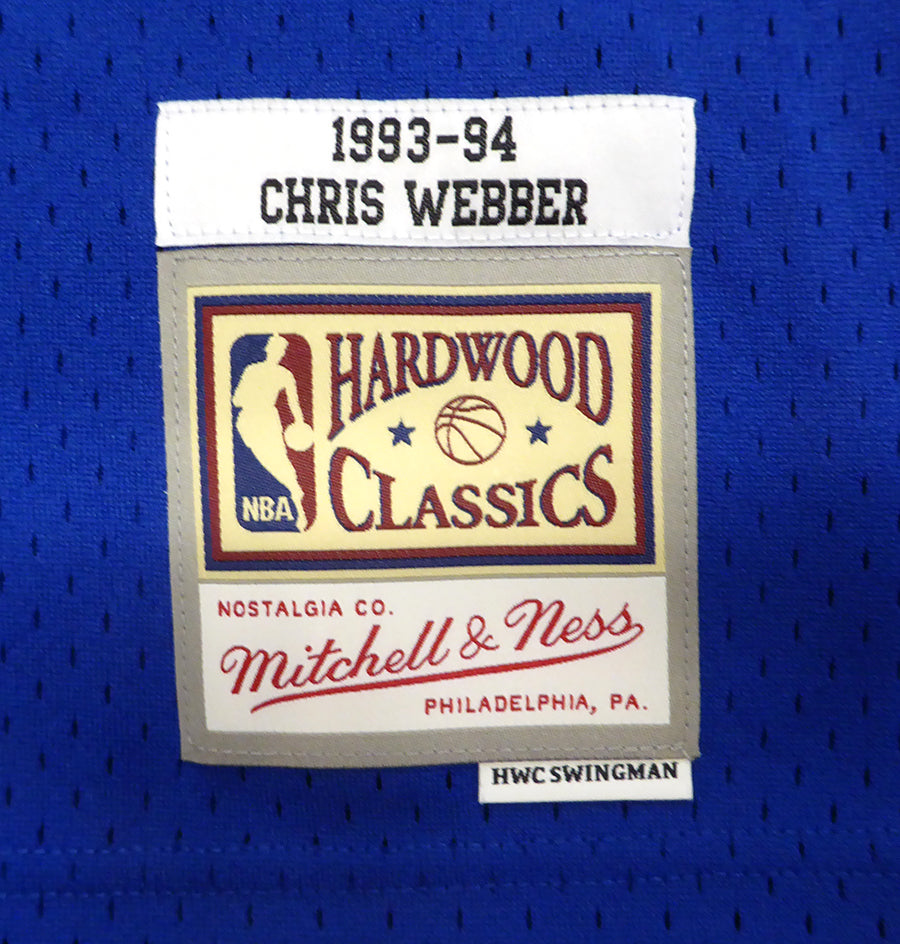 1993-94
CHRIS WEBBER
HARDWOOD
CLASSICS
NBA
NOSTALGIA CO.
Mitchell & Ness
PHILADELPHIA, PA.
HWC SWINGMAN